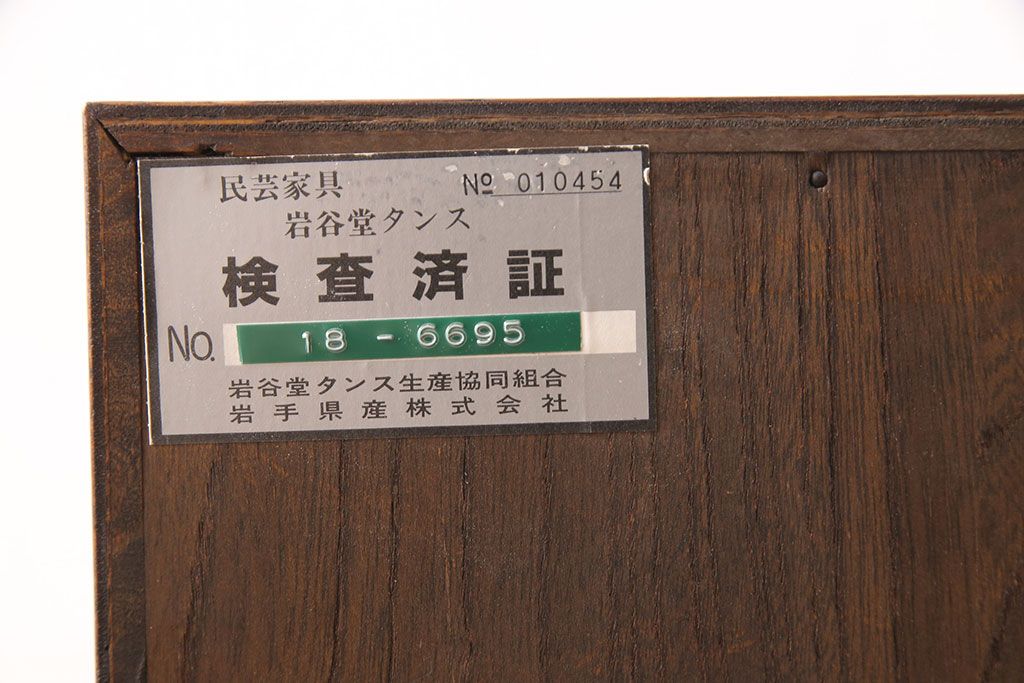 民芸家具 № 010454
岩谷堂タンス
検査済証
No. 18-6695
岩谷堂タンス生産協同組合
岩手県産株式会社